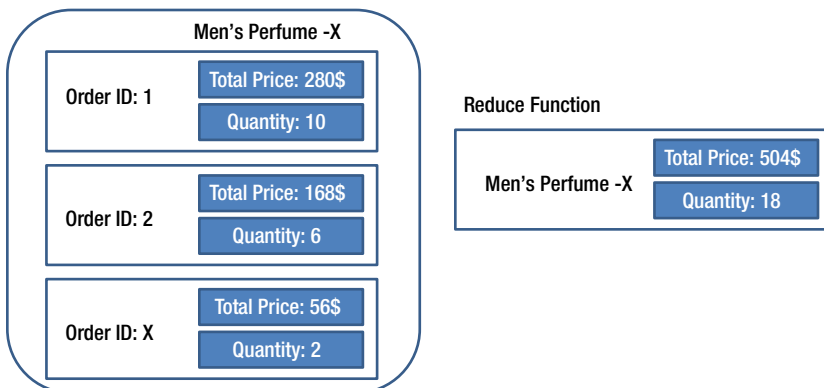 Men’s Perfume -X
Order ID: 1
Total Price: 280$
Quantity: 10
Order ID: 2
Total Price: 168$
Quantity: 6
Order ID: X
Total Price: 56$
Quantity: 2
Reduce Function
Men’s Perfume -X
Total Price: 504$
Quantity: 18